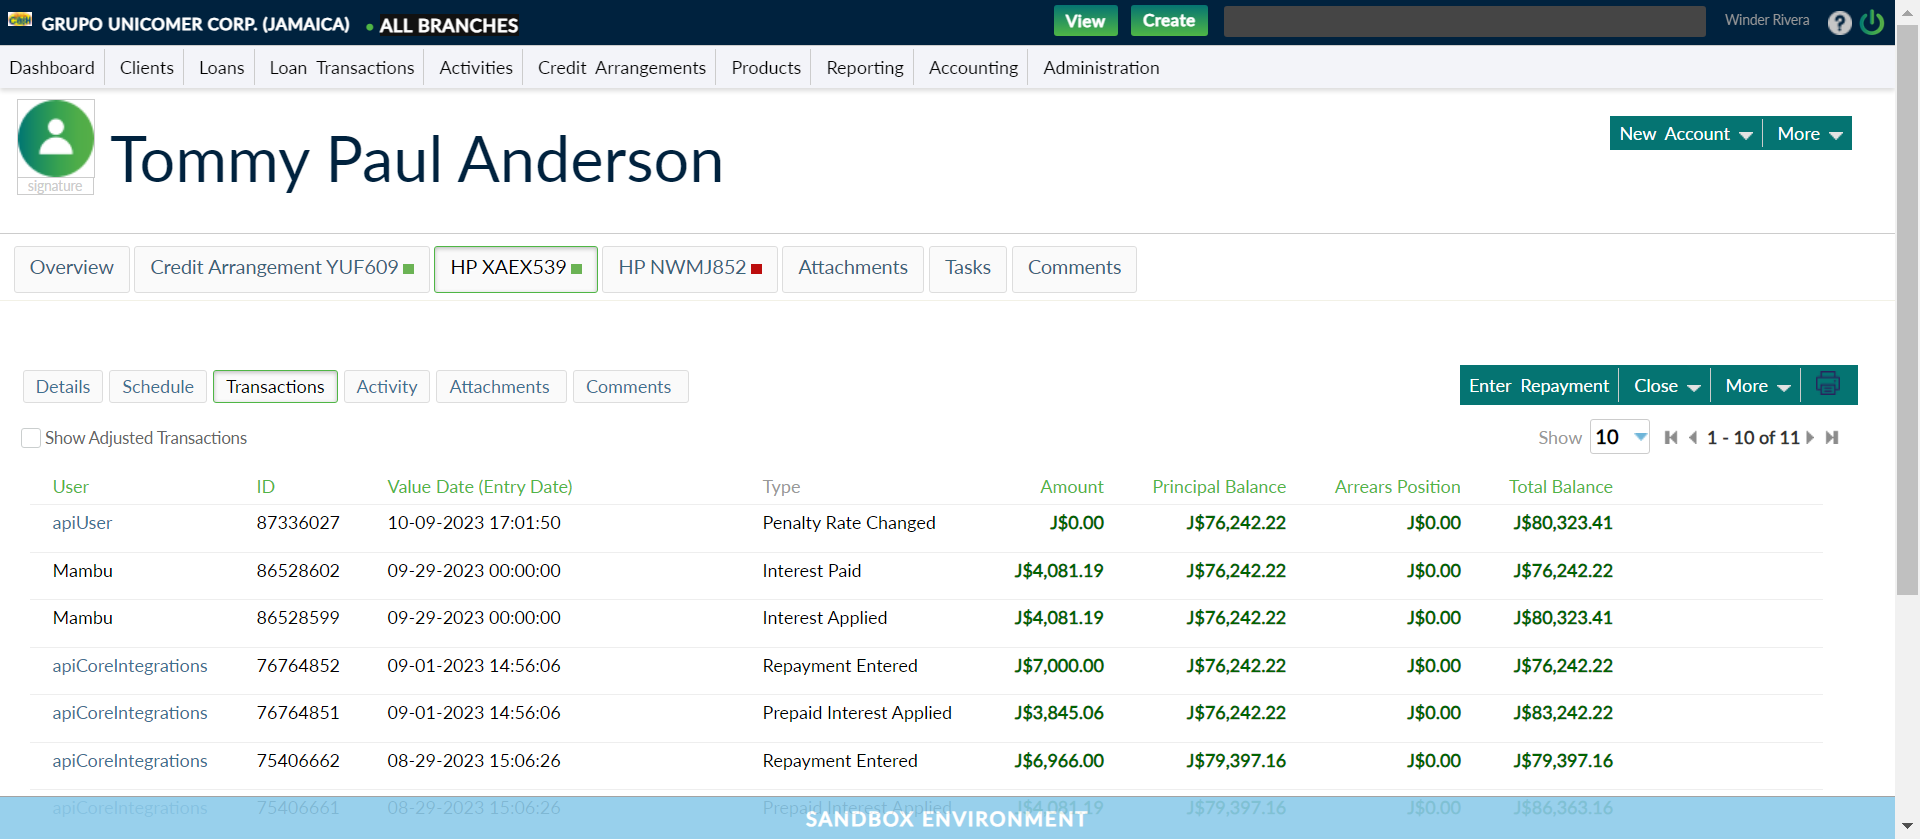 CASH GRUPO UNICOMER CORP. (JAMAICA) • ALL BRANCHES View Create Winder Rivera ?
Dashboard Clients Loans Loan Transactions Activities Credit Arrangements Products Reporting Accounting Administration
Tommy Paul Anderson
signature
New Account More
Overview Credit Arrangement YUF609 HP XAEX539 HP NWMJ852 Attachments Tasks Comments
Details Schedule Transactions Activity Attachments Comments
Enter Repayment Close More
Show Adjusted Transactions Show 10 1 - 10 of 11
User ID Value Date (Entry Date) Type Amount Principal Balance Arrears Position Total Balance
apiUser 87336027 10-09-2023 17:01:50 Penalty Rate Changed J$0.00 J$76,242.22 J$0.00 J$80,323.41
Mambu 86528602 09-29-2023 00:00:00 Interest Paid J$4,081.19 J$76,242.22 J$0.00 J$76,242.22
Mambu 86528599 09-29-2023 00:00:00 Interest Applied J$4,081.19 J$76,242.22 J$0.00 J$80,323.41
apiCoreIntegrations 76764852 09-01-2023 14:56:06 Repayment Entered J$7,000.00 J$76,242.22 J$0.00 J$76,242.22
apiCoreIntegrations 76764851 09-01-2023 14:56:06 Prepaid Interest Applied J$3,845.06 J$76,242.22 J$0.00 J$83,242.22
apiCoreIntegrations 75406662 08-29-2023 15:06:26 Repayment Entered J$6,966.00 J$79,397.16 J$0.00 J$79,397.16
apiCoreIntegrations 75406661 08-29-2023 15:06:26 Prepaid Interest Applied J$4,081.19 J$79,397.16 J$0.00 J$86,363.16
SANDBOX ENVIRONMENT